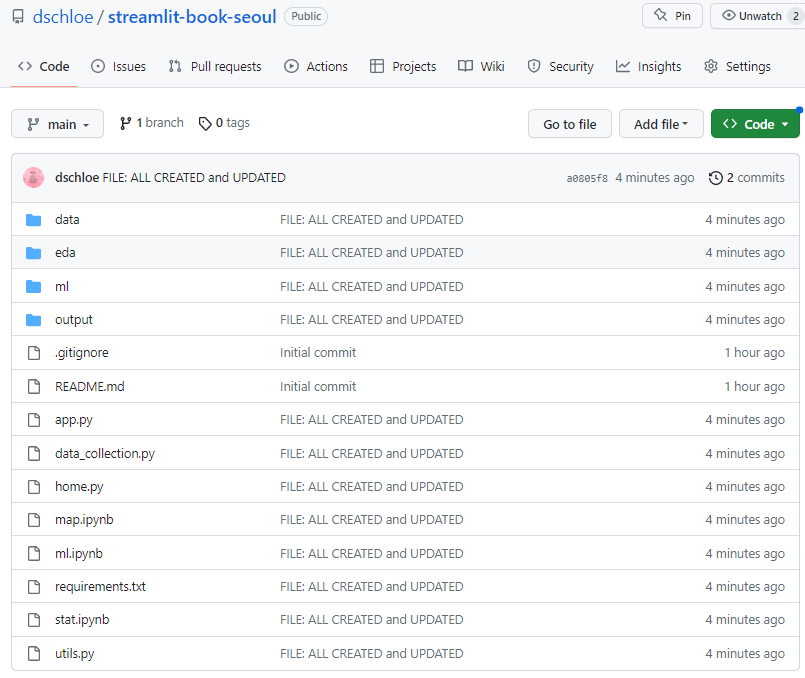 dschloe / streamlit-book-seoul Public Pin Unwatch 2
Code Issues Pull requests Actions Projects Wiki Security Insights Settings
main 1 branch 0 tags Go to file Add file Code
dschloe FILE: ALL CREATED and UPDATED a0805f8 4 minutes ago 2 commits
data FILE: ALL CREATED and UPDATED 4 minutes ago
eda FILE: ALL CREATED and UPDATED 4 minutes ago
ml FILE: ALL CREATED and UPDATED 4 minutes ago
output FILE: ALL CREATED and UPDATED 4 minutes ago
.gitignore Initial commit 1 hour ago
README.md Initial commit 1 hour ago
app.py FILE: ALL CREATED and UPDATED 4 minutes ago
data_collection.py FILE: ALL CREATED and UPDATED 4 minutes ago
home.py FILE: ALL CREATED and UPDATED 4 minutes ago
map.ipynb FILE: ALL CREATED and UPDATED 4 minutes ago
ml.ipynb FILE: ALL CREATED and UPDATED 4 minutes ago
requirements.txt FILE: ALL CREATED and UPDATED 4 minutes ago
stat.ipynb FILE: ALL CREATED and UPDATED 4 minutes ago
utils.py FILE: ALL CREATED and UPDATED 4 minutes ago